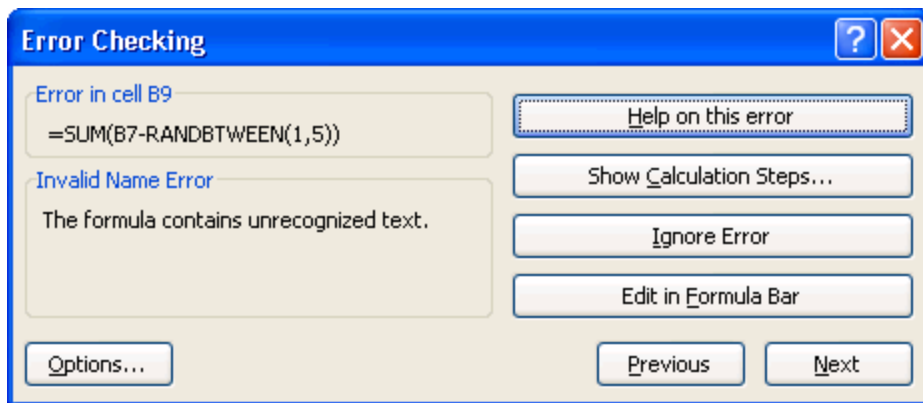 Error Checking
Error in cell B9
=SUM(B7-RANDBTWEEN(1,5))
Invalid Name Error
The formula contains unrecognized text.
Help on this error
Show Calculation Steps...
Ignore Error
Edit in Formula Bar
Options...
Previous
Next